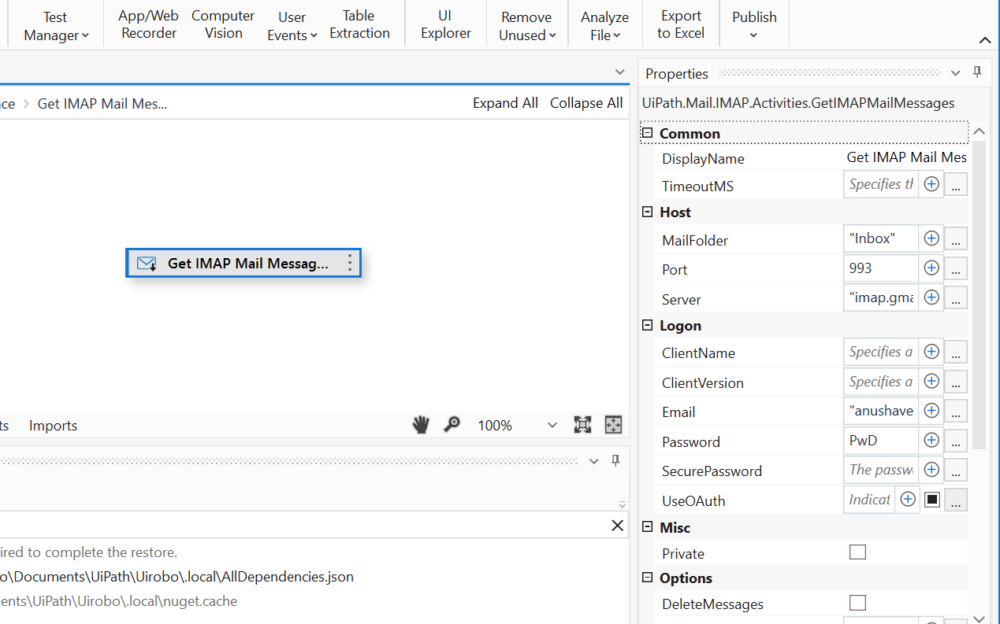 Test Manager
App/Web Recorder
Computer Vision
User Events
Table Extraction
UI Explorer
Remove Unused
Analyze File
Export to Excel
Publish
ce > Get IMAP Mail Mes...
Expand All Collapse All
Get IMAP Mail Messag...
ts Imports
100%
ired to complete the restore.
o\Documents\UiPath\Uirobo\.local\AllDependencies.json
ents\UiPath\Uirobo\.local\nuget.cache
Properties
UiPath.Mail.IMAP.Activities.GetIMAPMailMessages
Common
DisplayName Get IMAP Mail Mes
TimeoutMS Specifies th ...
Host
MailFolder "Inbox" ...
Port 993 ...
Server "imap.gma ...
Logon
ClientName Specifies a ...
ClientVersion Specifies a ...
Email "anushave ...
Password PwD ...
SecurePassword The passw ...
UseOAuth Indicat ...
Misc
Private
Options
DeleteMessages